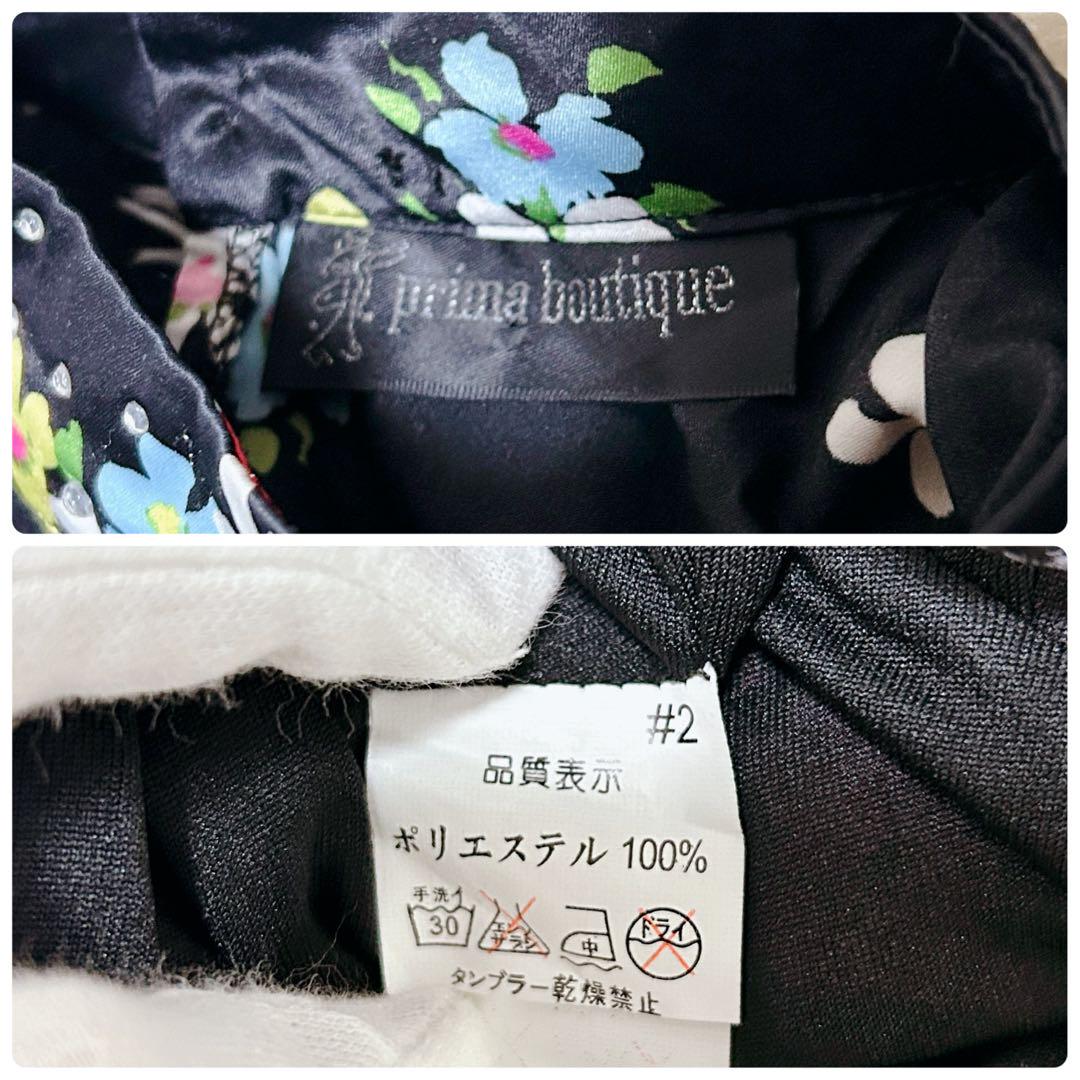 prima boutique
#2
品質表示
ポリエステル 100%
手洗イ
30
エンソ
サラシ
中
ドライ
タンブラー乾燥禁止